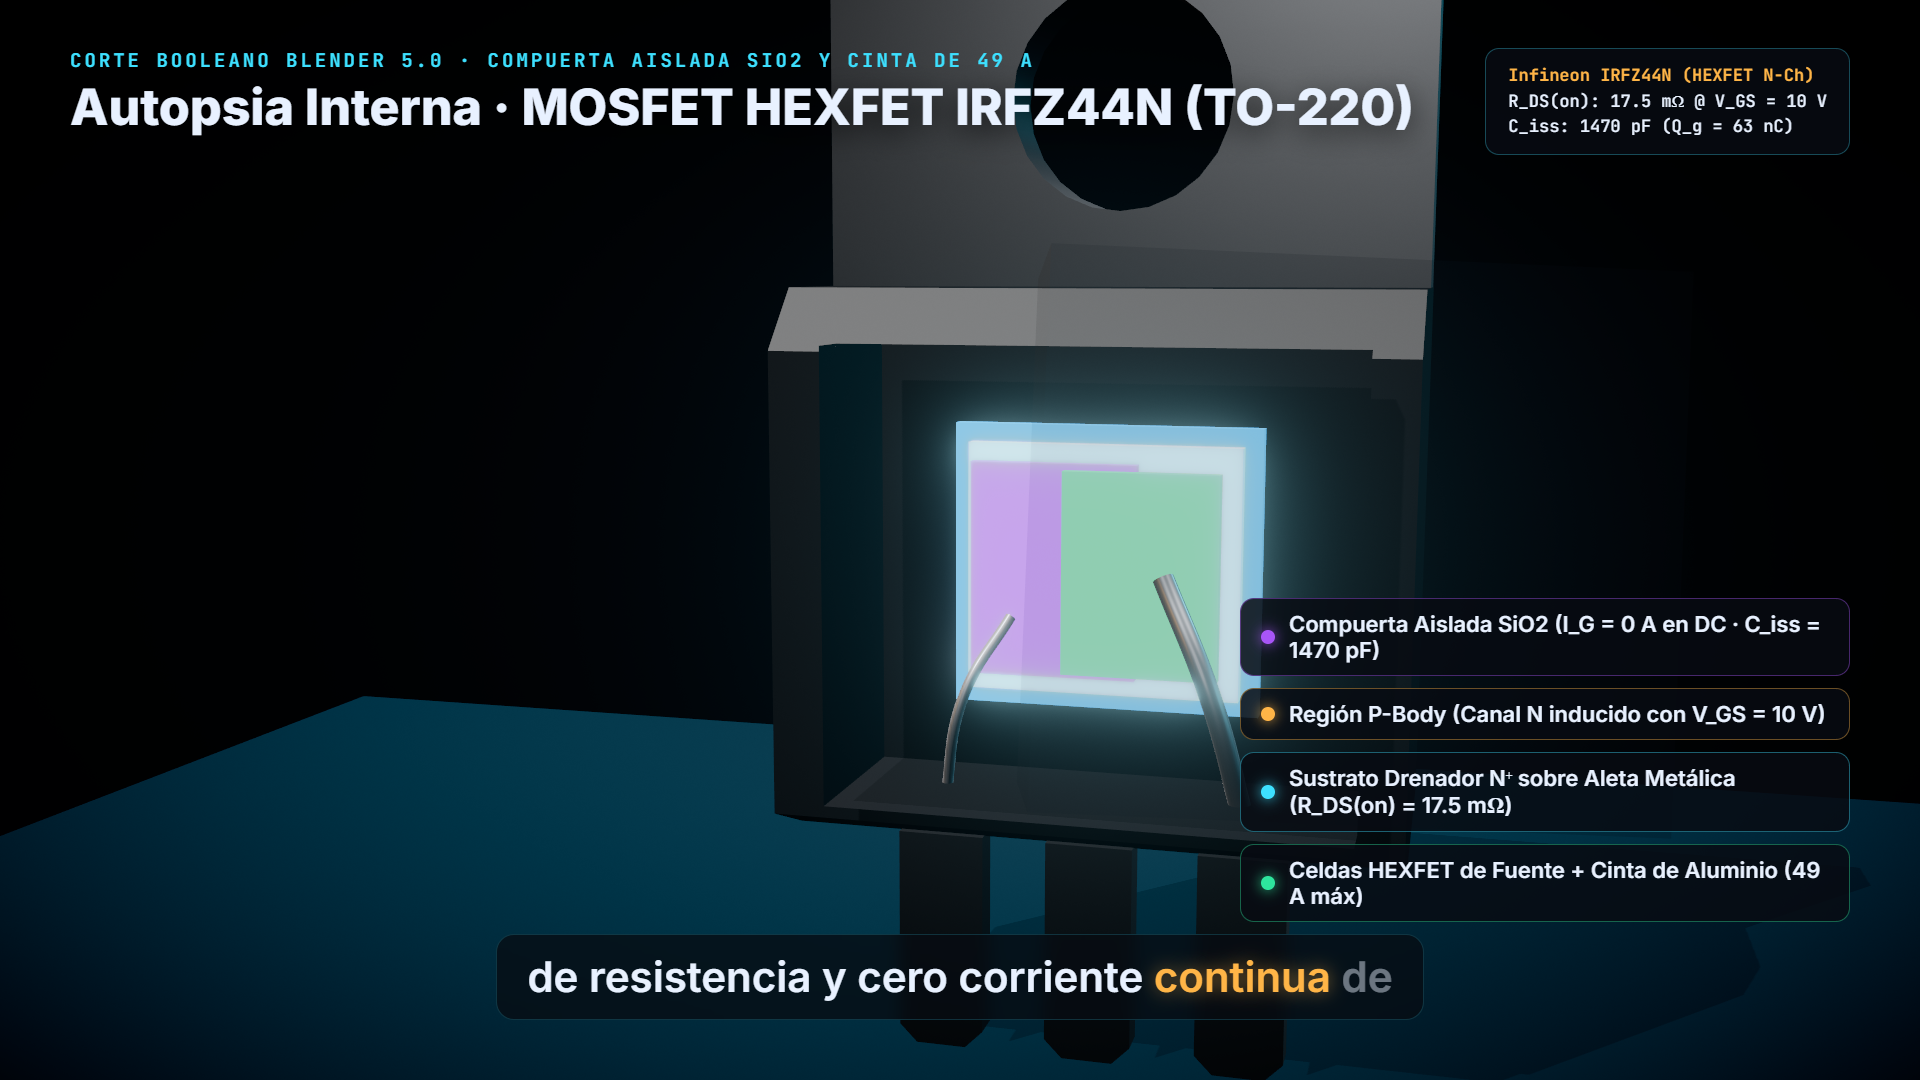 CORTE BOOLEANO BLENDER 5.0 · COMPUERTA AISLADA SIO2 Y CINTA DE 49 A
Autopsia Interna · MOSFET HEXFET IRFZ44N (TO-220)
Infineon IRFZ44N (HEXFET N-Ch)
R_DS(on): 17.5 mΩ @ V_GS = 10 V
C_iss: 1470 pF (Q_g = 63 nC)
Compuerta Aislada SiO2 (I_G = 0 A en DC · C_iss =
1470 pF)
Región P-Body (Canal N inducido con V_GS = 10 V)
Sustrato Drenador N⁺ sobre Aleta Metálica
(R_DS(on) = 17.5 mΩ)
Celdas HEXFET de Fuente + Cinta de Aluminio (49
A máx)
de resistencia y cero corriente continua de